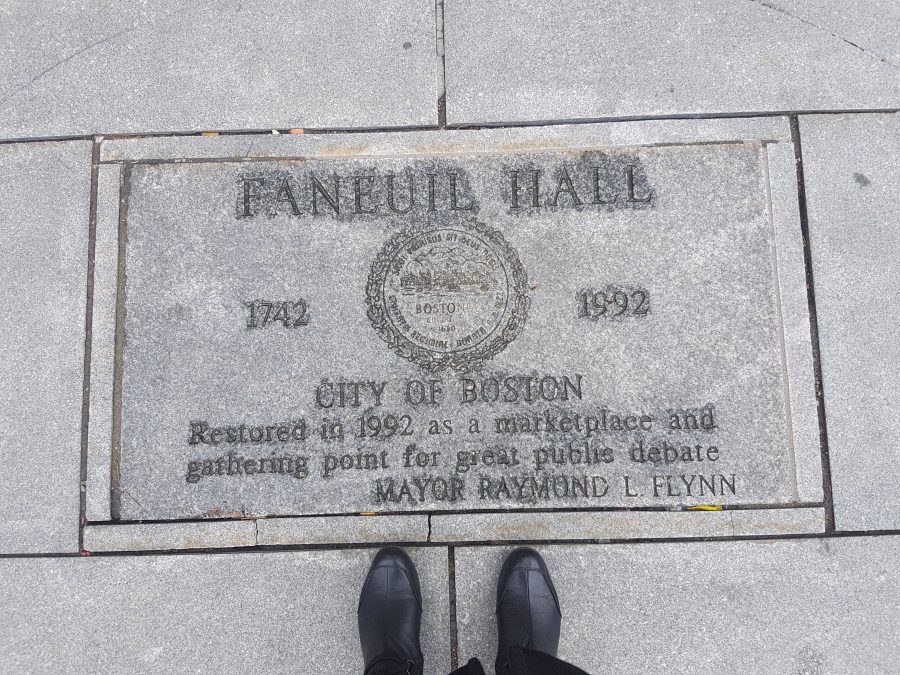 FANEUIL HALL
1742
BOSTON
1992
CITY OF BOSTON
Restored in 1992 as a marketplace and
gathering point for great public debate
MAYOR RAYMOND L. FLYNN